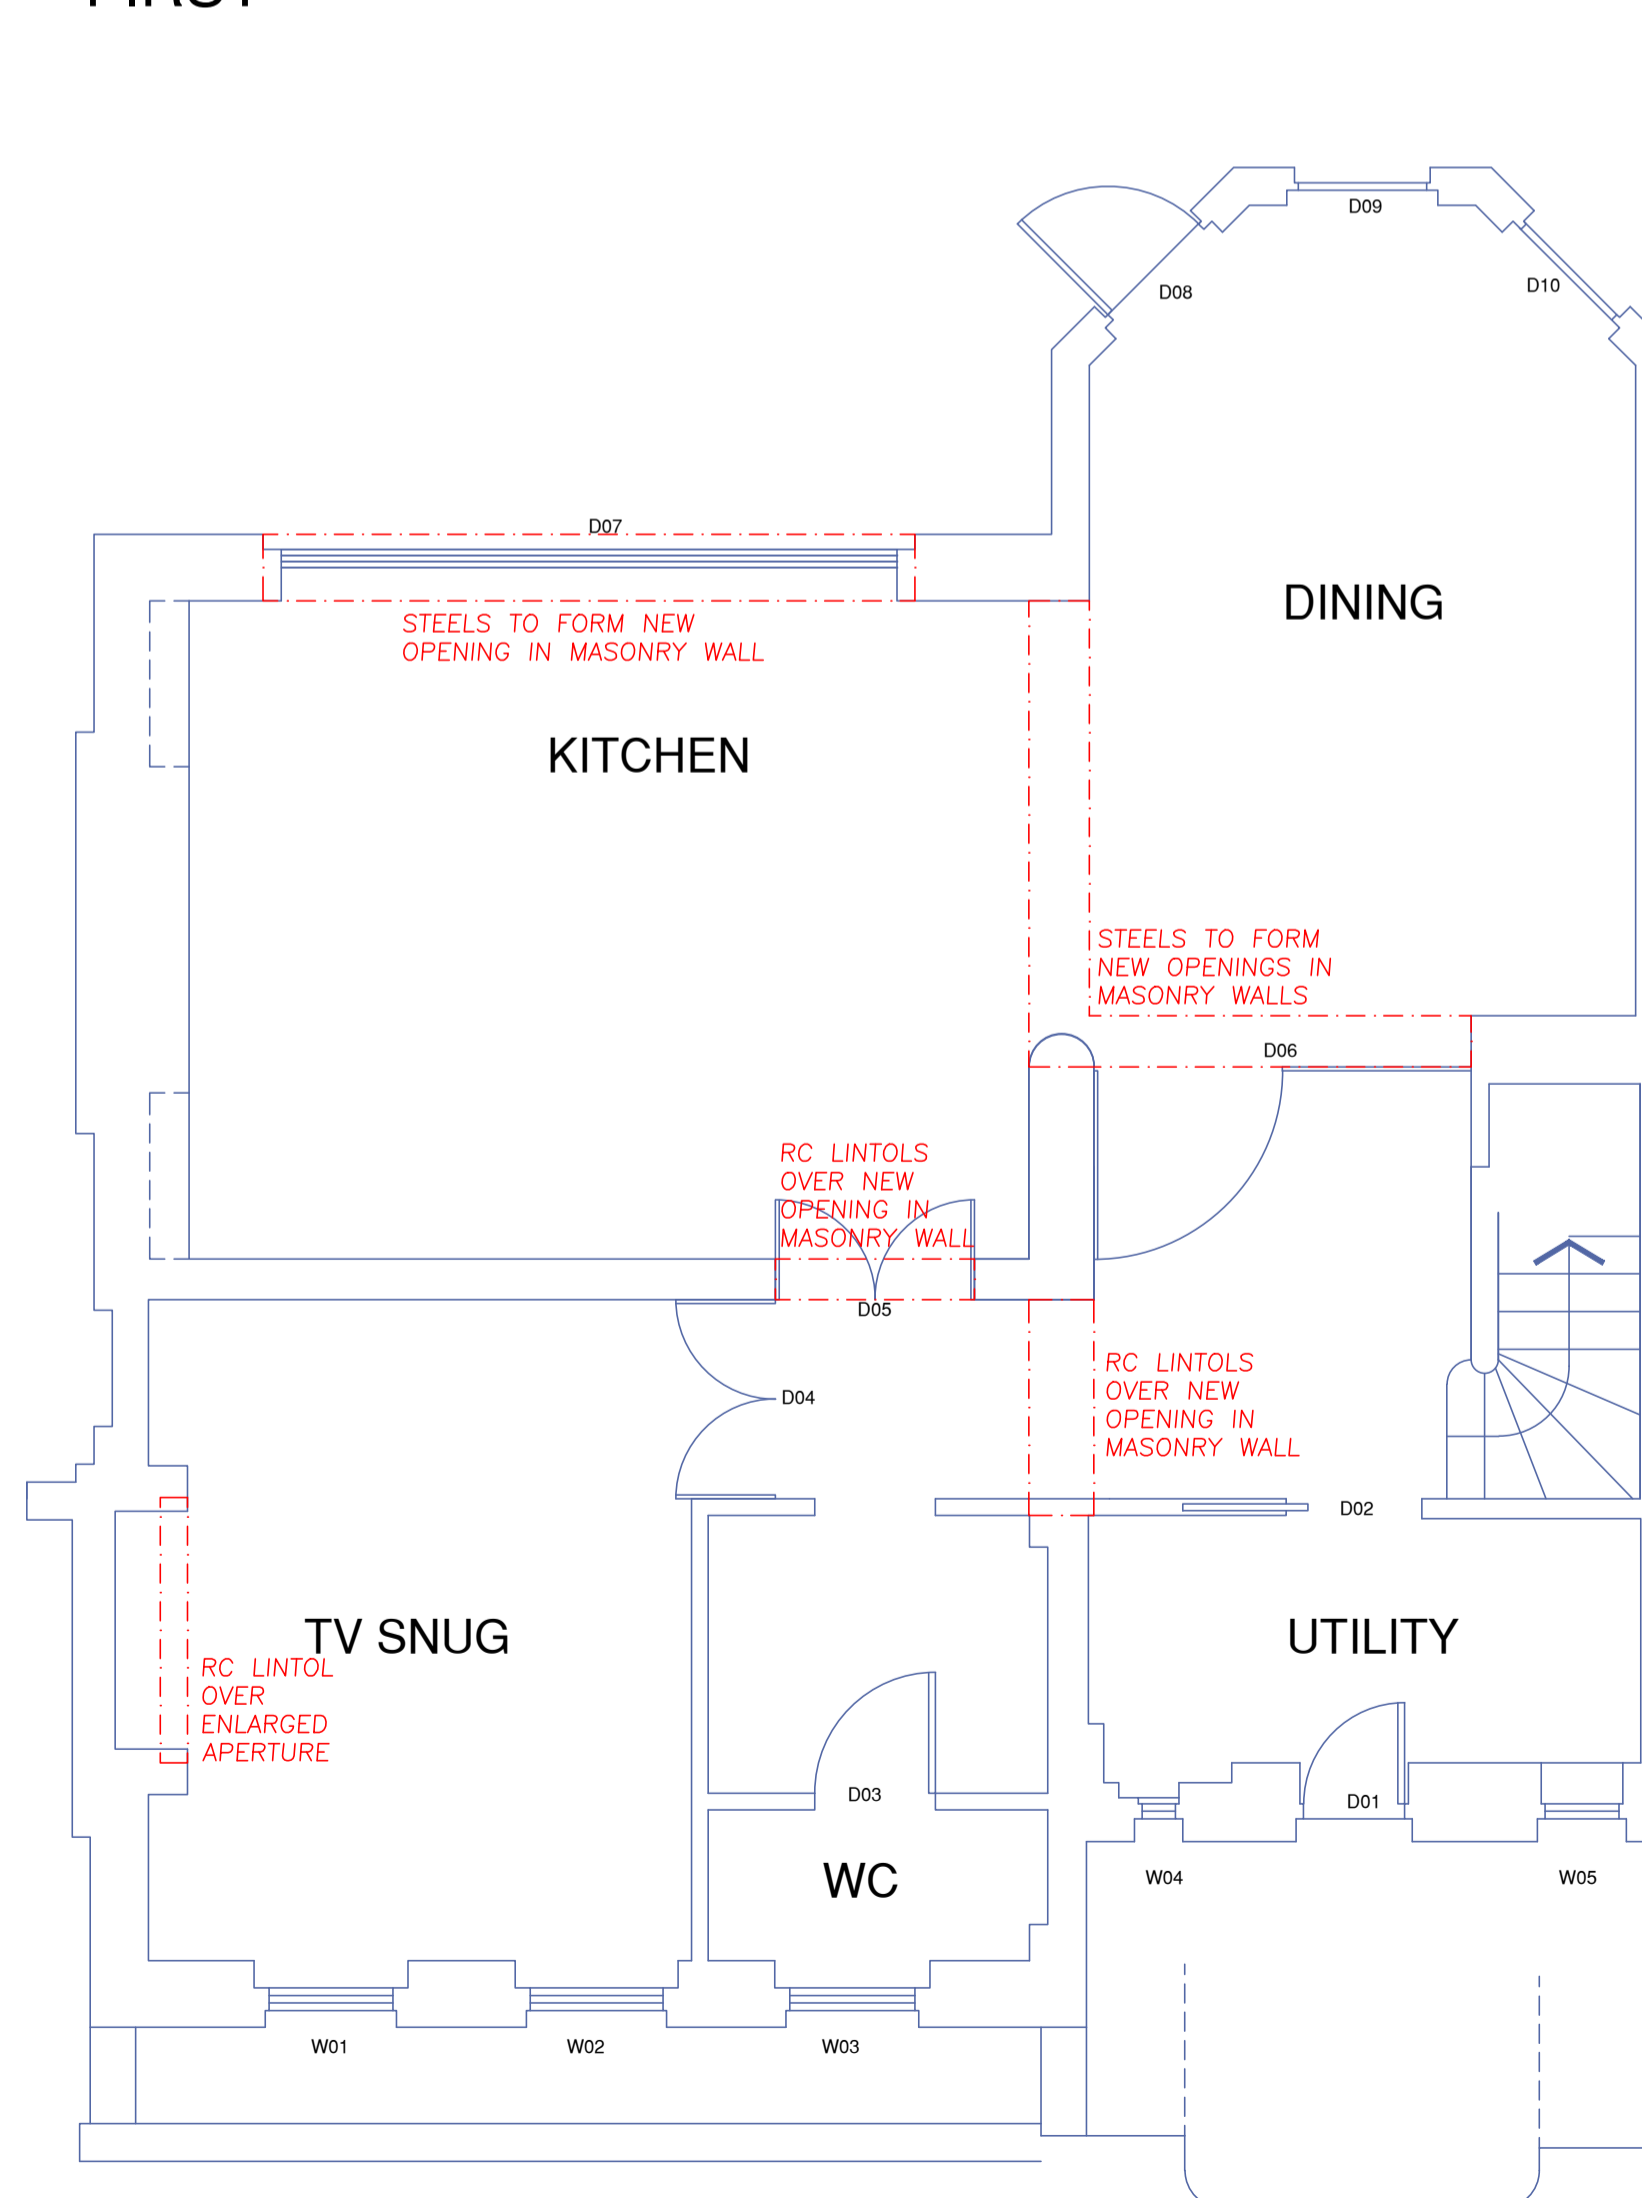 FIRST
D09
D08
D10
D07
STEELS TO FORM NEW
OPENING IN MASONRY WALL
DINING
KITCHEN
STEELS TO FORM
NEW OPENINGS IN
MASONRY WALLS
D06
RC LINTOLS
OVER NEW
OPENING IN
MASONRY WALL
D05
D04
RC LINTOLS
OVER NEW
OPENING IN
MASONRY WALL
D02
TV SNUG
UTILITY
RC LINTOL
OVER
ENLARGED
APERTURE
D03
D01
WC
W04
W05
W01
W02
W03